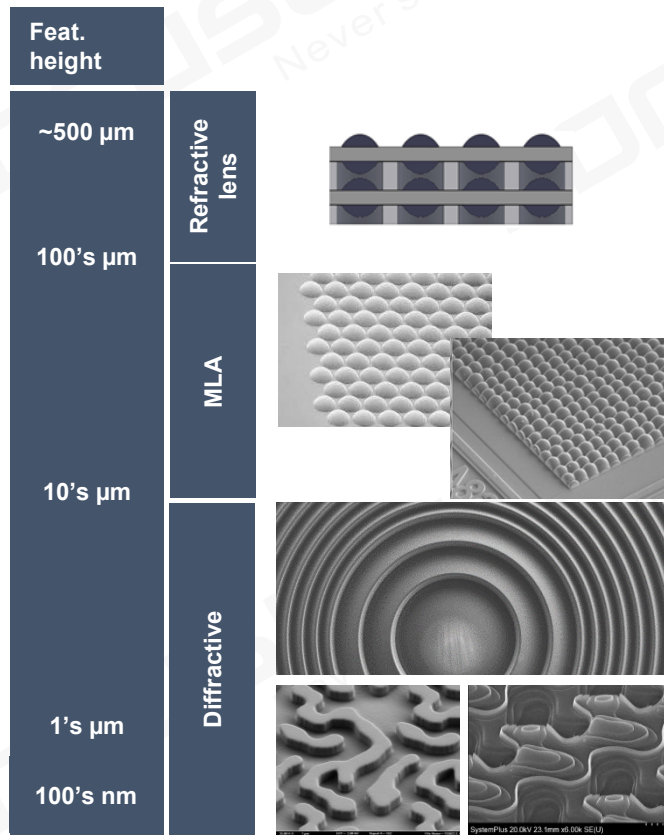 Feat.
height
~500 µm
Refractive
lens
100's µm
MLA
10's µm
Diffractive
1's µm
100's nm
SystemPlus 20.0kV 23.1mm x6.00k SE(U)